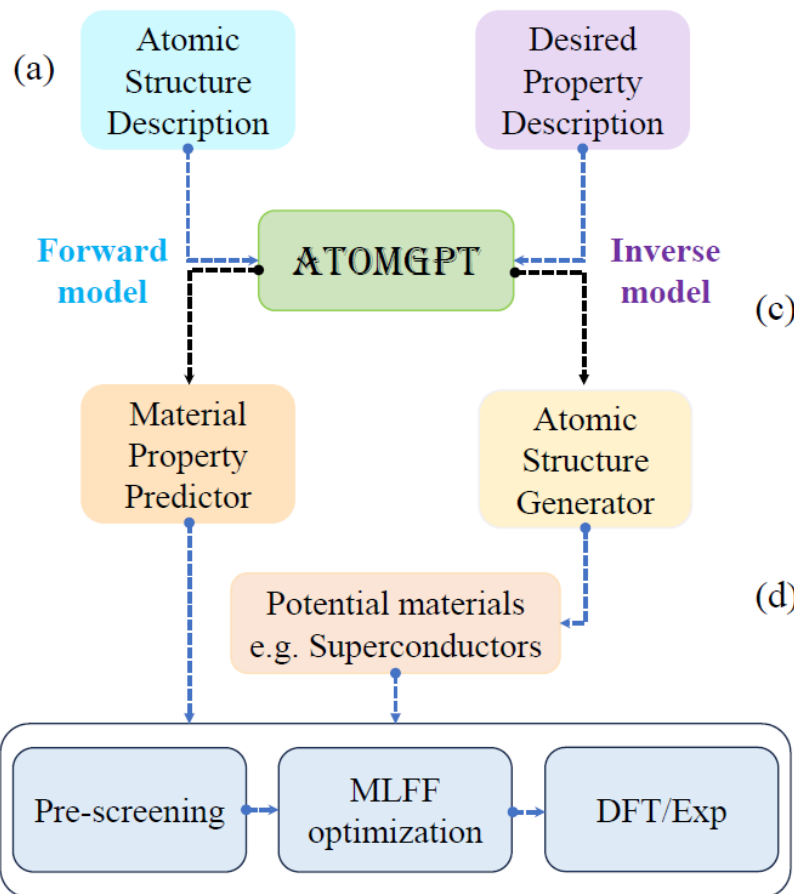 (a)
Atomic
Structure
Description
Desired
Property
Description
Forward
model
ATOMGPT
Inverse
model
(c)
Material
Property
Predictor
Atomic
Structure
Generator
(d)
Potential materials
e.g. Superconductors
Pre-screening
MLFF
optimization
DFT/Exp